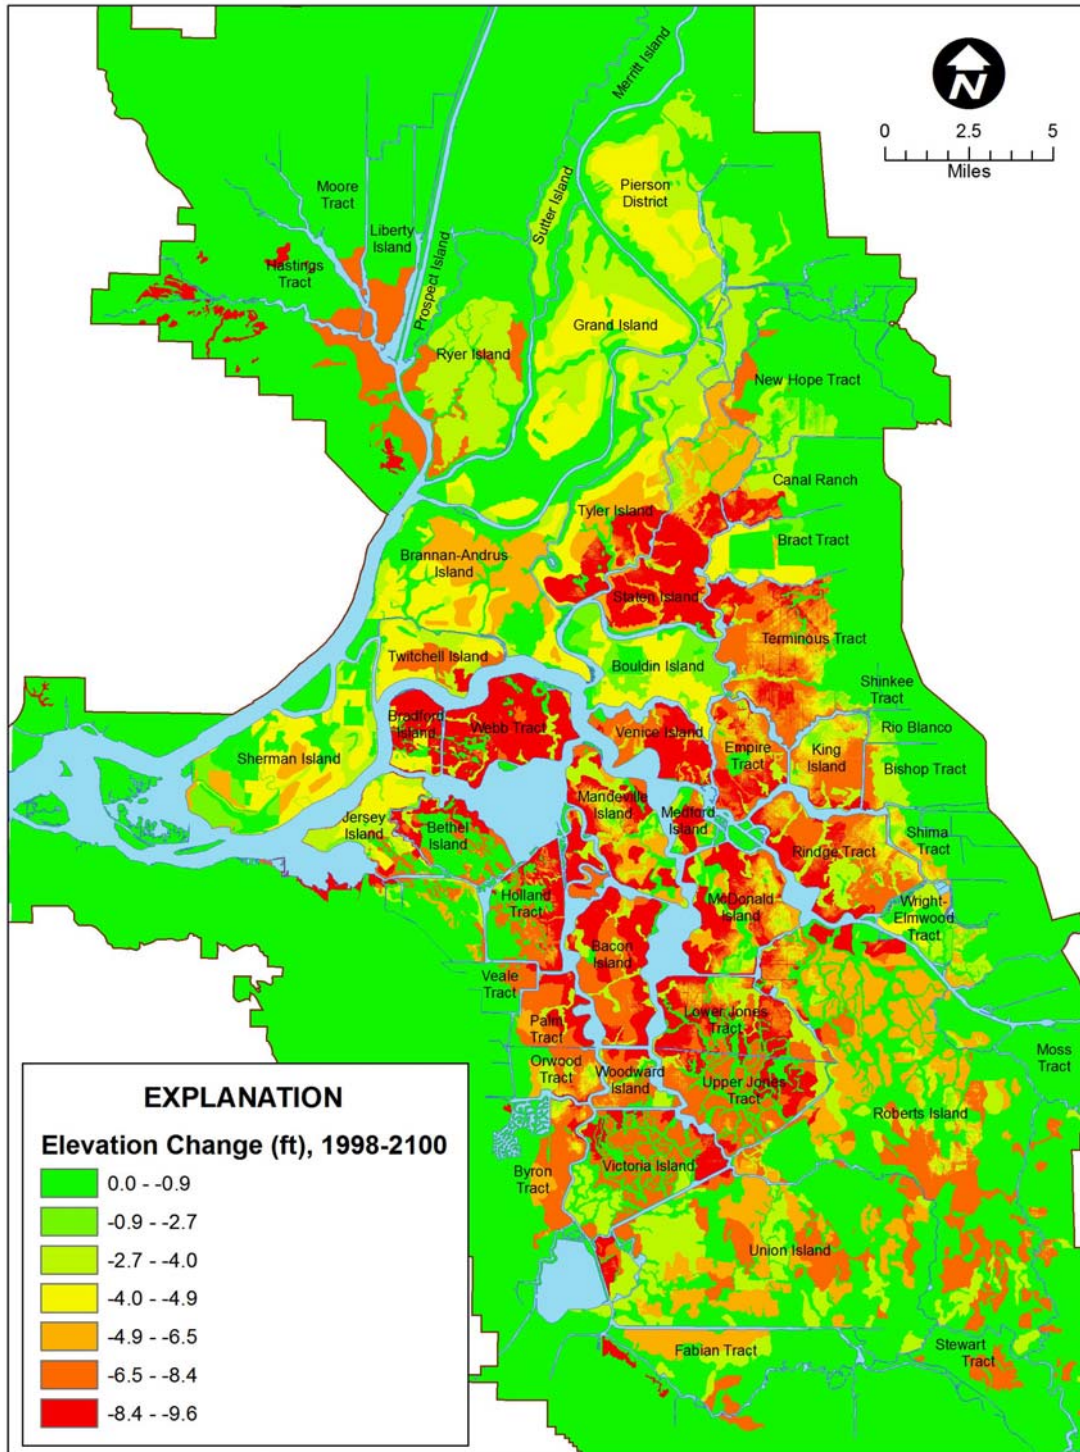 Merritt Island
N
0 2.5 5
Miles
Pierson
District
Moore
Tract
Sutter Island
Liberty
Island
Hastings
Tract
Prospect Island
Grand Island
Ryer Island
New Hope Tract
Canal Ranch
Tyler Island
Bract Tract
Brannan-Andrus
Island
Staten Island
Terminous Tract
Twitchell Island
Bouldin Island
Shinkee
Tract
Bradford
Island
Webb Tract
Venice Island
Rio Blanco
Empire
Tract
King
Island
Sherman Island
Bishop Tract
Mandeville
Island
Medford
Island
Jersey
Island
Bethel
Island
Shima
Tract
Rindge Tract
Holland
Tract
McDonald
Island
Wright-
Elmwood
Tract
Bacon
Island
Veale
Tract
Palm
Tract
Lower Jones
Tract
Moss
Tract
Orwood
Tract
Woodward
Island
Upper Jones
Tract
Roberts Island
Byron
Tract
Victoria Island
Union Island
Fabian Tract
Stewart
Tract
EXPLANATION
Elevation Change (ft), 1998-2100
0.0 - -0.9
-0.9 - -2.7
-2.7 - -4.0
-4.0 - -4.9
-4.9 - -6.5
-6.5 - -8.4
-8.4 - -9.6